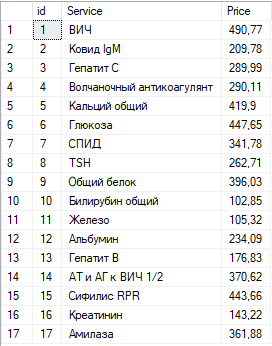 id Service Price
1 1 ВИЧ 490,77
2 2 Ковид IgM 209,78
3 3 Гепатит С 289,99
4 4 Волчаночный антикоагулянт 290,11
5 5 Кальций общий 419,9
6 6 Глюкоза 447,65
7 7 СПИД 341,78
8 8 TSH 262,71
9 9 Общий белок 396,03
10 10 Билирубин общий 102,85
11 11 Железо 105,32
12 12 Альбумин 234,09
13 13 Гепатит В 176,83
14 14 АТ и АГ к ВИЧ 1/2 370,62
15 15 Сифилис RPR 443,66
16 16 Креатинин 143,22
17 17 Амилаза 361,88